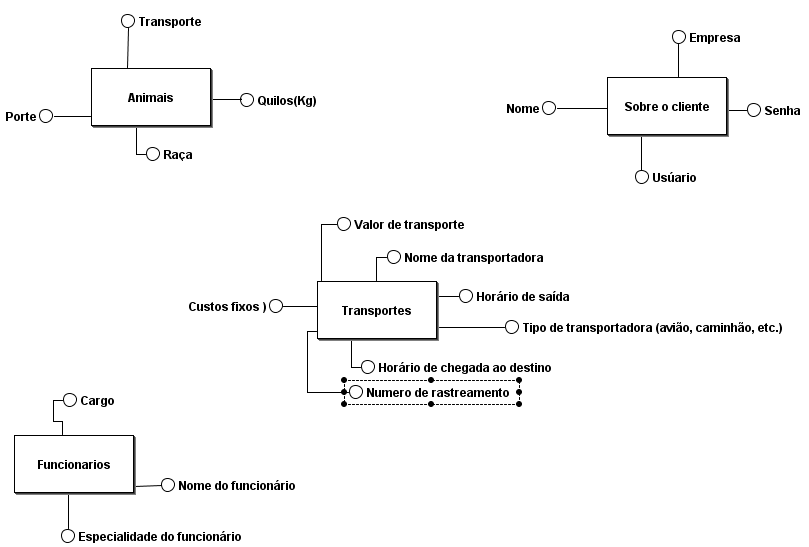 Transporte
Animais
Quilos(Kg)
Porte
Raça
Empresa
Nome
Sobre o cliente
Senha
Usúario
Valor de transporte
Nome da transportadora
Custos fixos )
Transportes
Horário de saída
Tipo de transportadora (avião, caminhão, etc.)
Horário de chegada ao destino
Numero de rastreamento
Cargo
Funcionarios
Nome do funcionário
Especialidade do funcionário